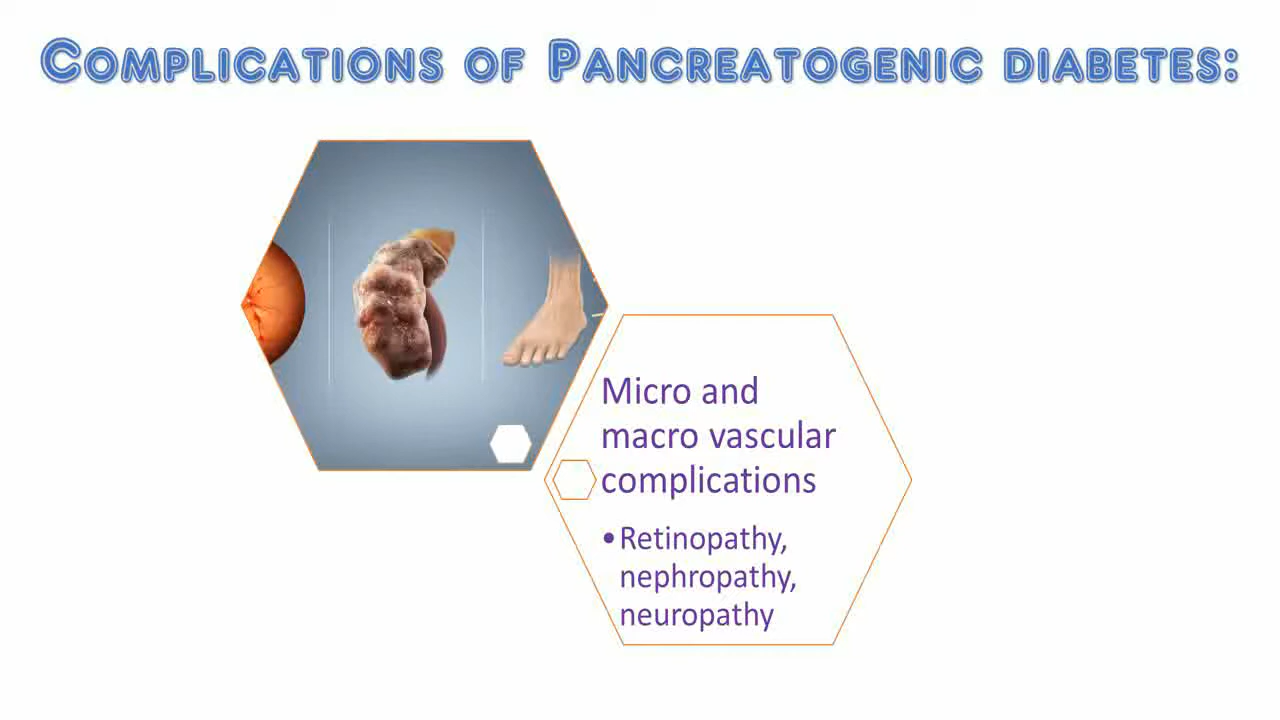 Complications of Pancreatogenic diabetes:
Micro and
macro vascular
complications
•Retinopathy,
nephropathy,
neuropathy